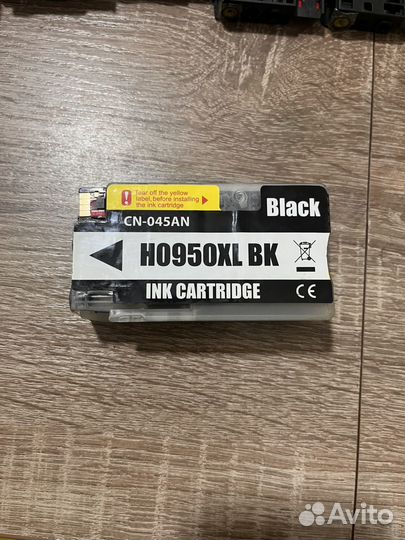 Tear off the yellow
label, before installing
the ink cartridge
Black
CN-045AN
H0950XL BK
INK CARTRIDGE
CE
Avito